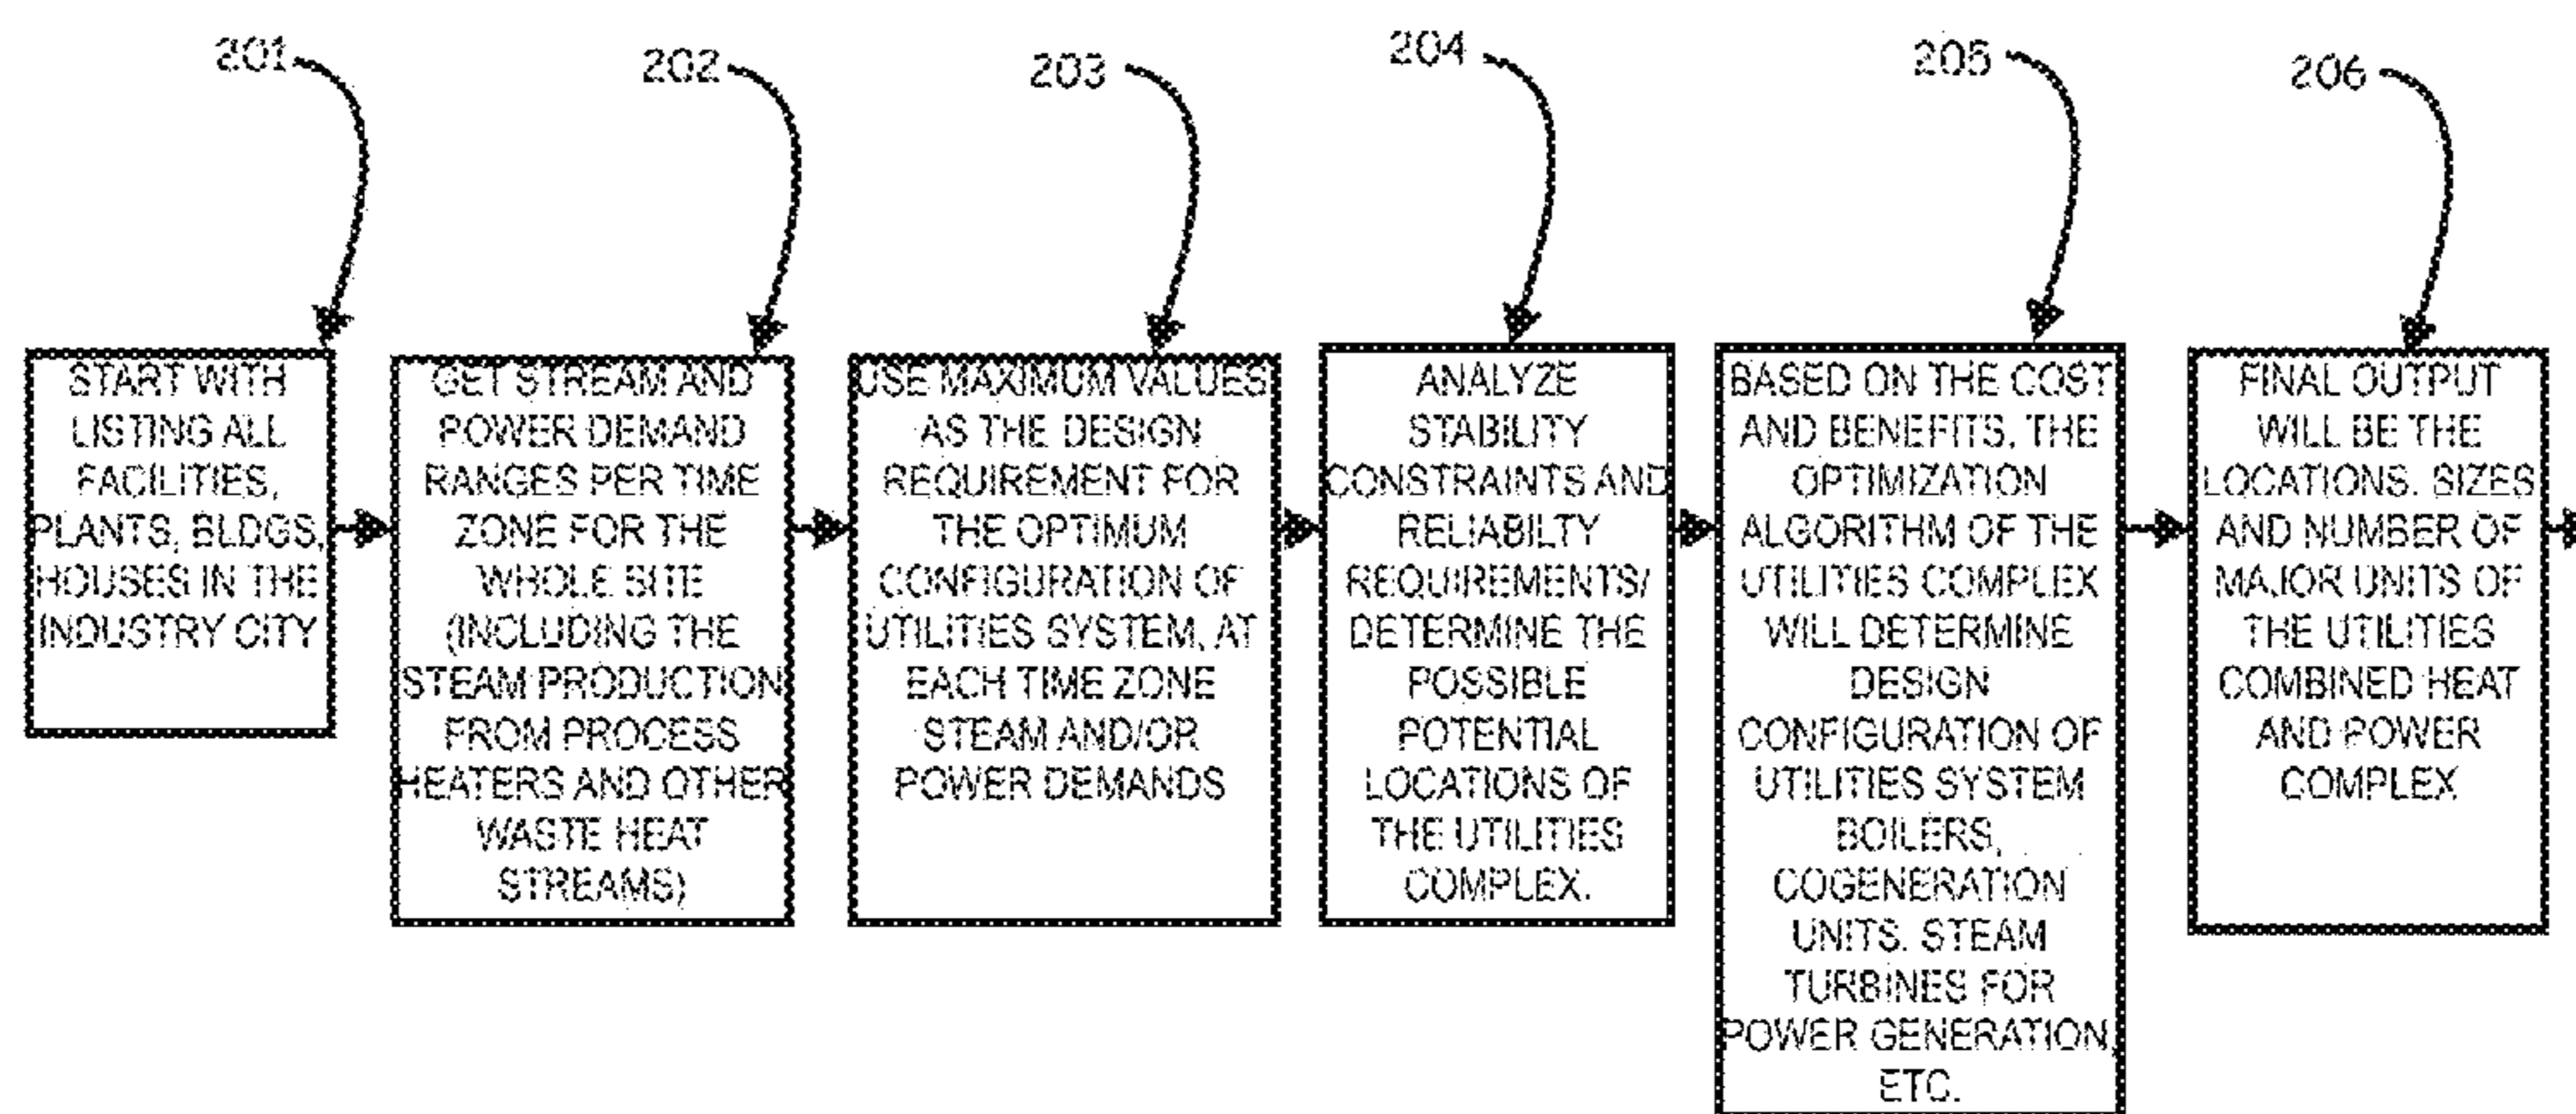 201
202
203
204
205
206
START WITH
LISTING ALL
FACILITIES,
PLANTS, BLDGS,
HOUSES IN THE
INDUSTRY CITY
GET STREAM AND
POWER DEMAND
RANGES PER TIME
ZONE FOR THE
WHOLE SITE
(INCLUDING THE
STEAM PRODUCTION
FROM PROCESS
HEATERS AND OTHER
WASTE HEAT
STREAMS)
USE MAXIMUM VALUES
AS THE DESIGN
REQUIREMENT FOR
THE OPTIMUM
CONFIGURATION OF
UTILITIES SYSTEM, AT
EACH TIME ZONE
STEAM AND/OR
POWER DEMANDS
ANALYZE
STABILITY
CONSTRAINTS AND
RELIABILTY
REQUIREMENTS/
DETERMINE THE
POSSIBLE
POTENTIAL
LOCATIONS OF
THE UTILITIES
COMPLEX.
BASED ON THE COST
AND BENEFITS, THE
OPTIMIZATION
ALGORITHM OF THE
UTILITIES COMPLEX
WILL DETERMINE
DESIGN
CONFIGURATION OF
UTILITIES SYSTEM
BOILERS,
COGENERATION
UNITS. STEAM
TURBINES FOR
POWER GENERATION,
ETC.
FINAL OUTPUT
WILL BE THE
LOCATIONS. SIZES
AND NUMBER OF
MAJOR UNITS OF
THE UTILITIES
COMBINED HEAT
AND POWER
COMPLEX